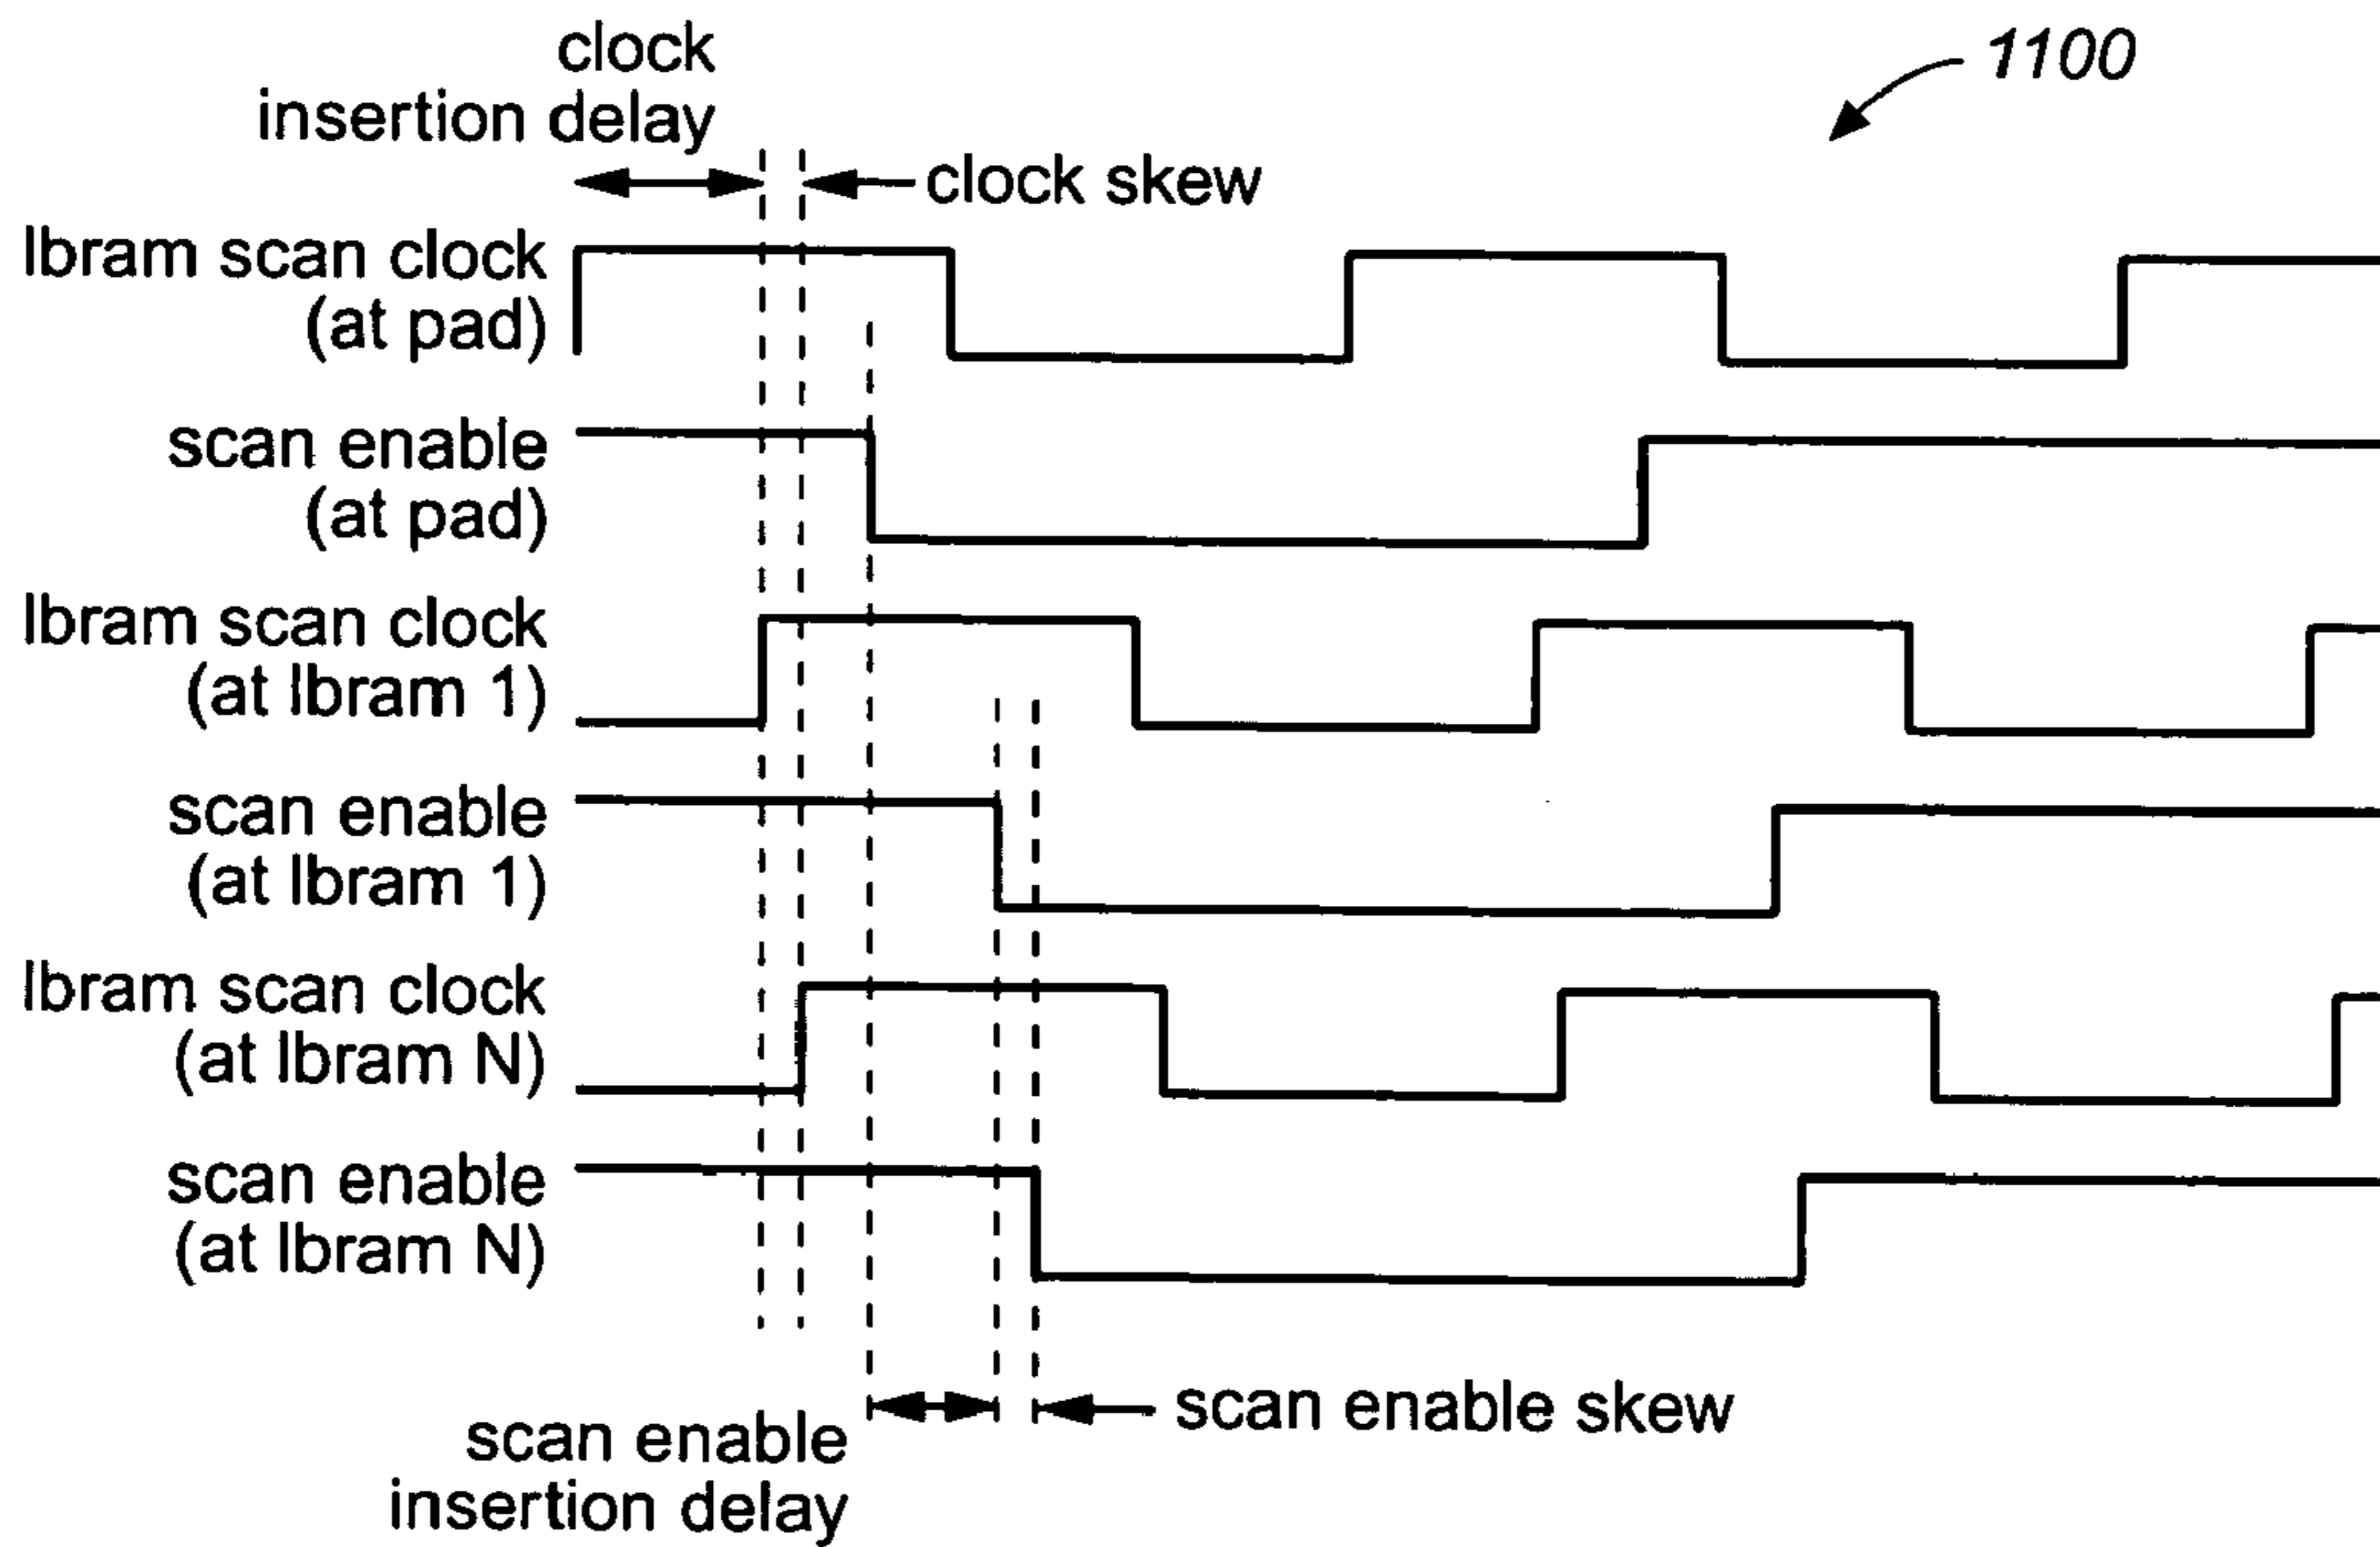 clock
insertion delay
1100
clock skew
lbram scan clock
(at pad)
scan enable
(at pad)
lbram scan clock
(at lbram 1)
scan enable
(at lbram 1)
lbram scan clock
(at lbram N)
scan enable
(at lbram N)
scan enable skew
scan enable
insertion delay